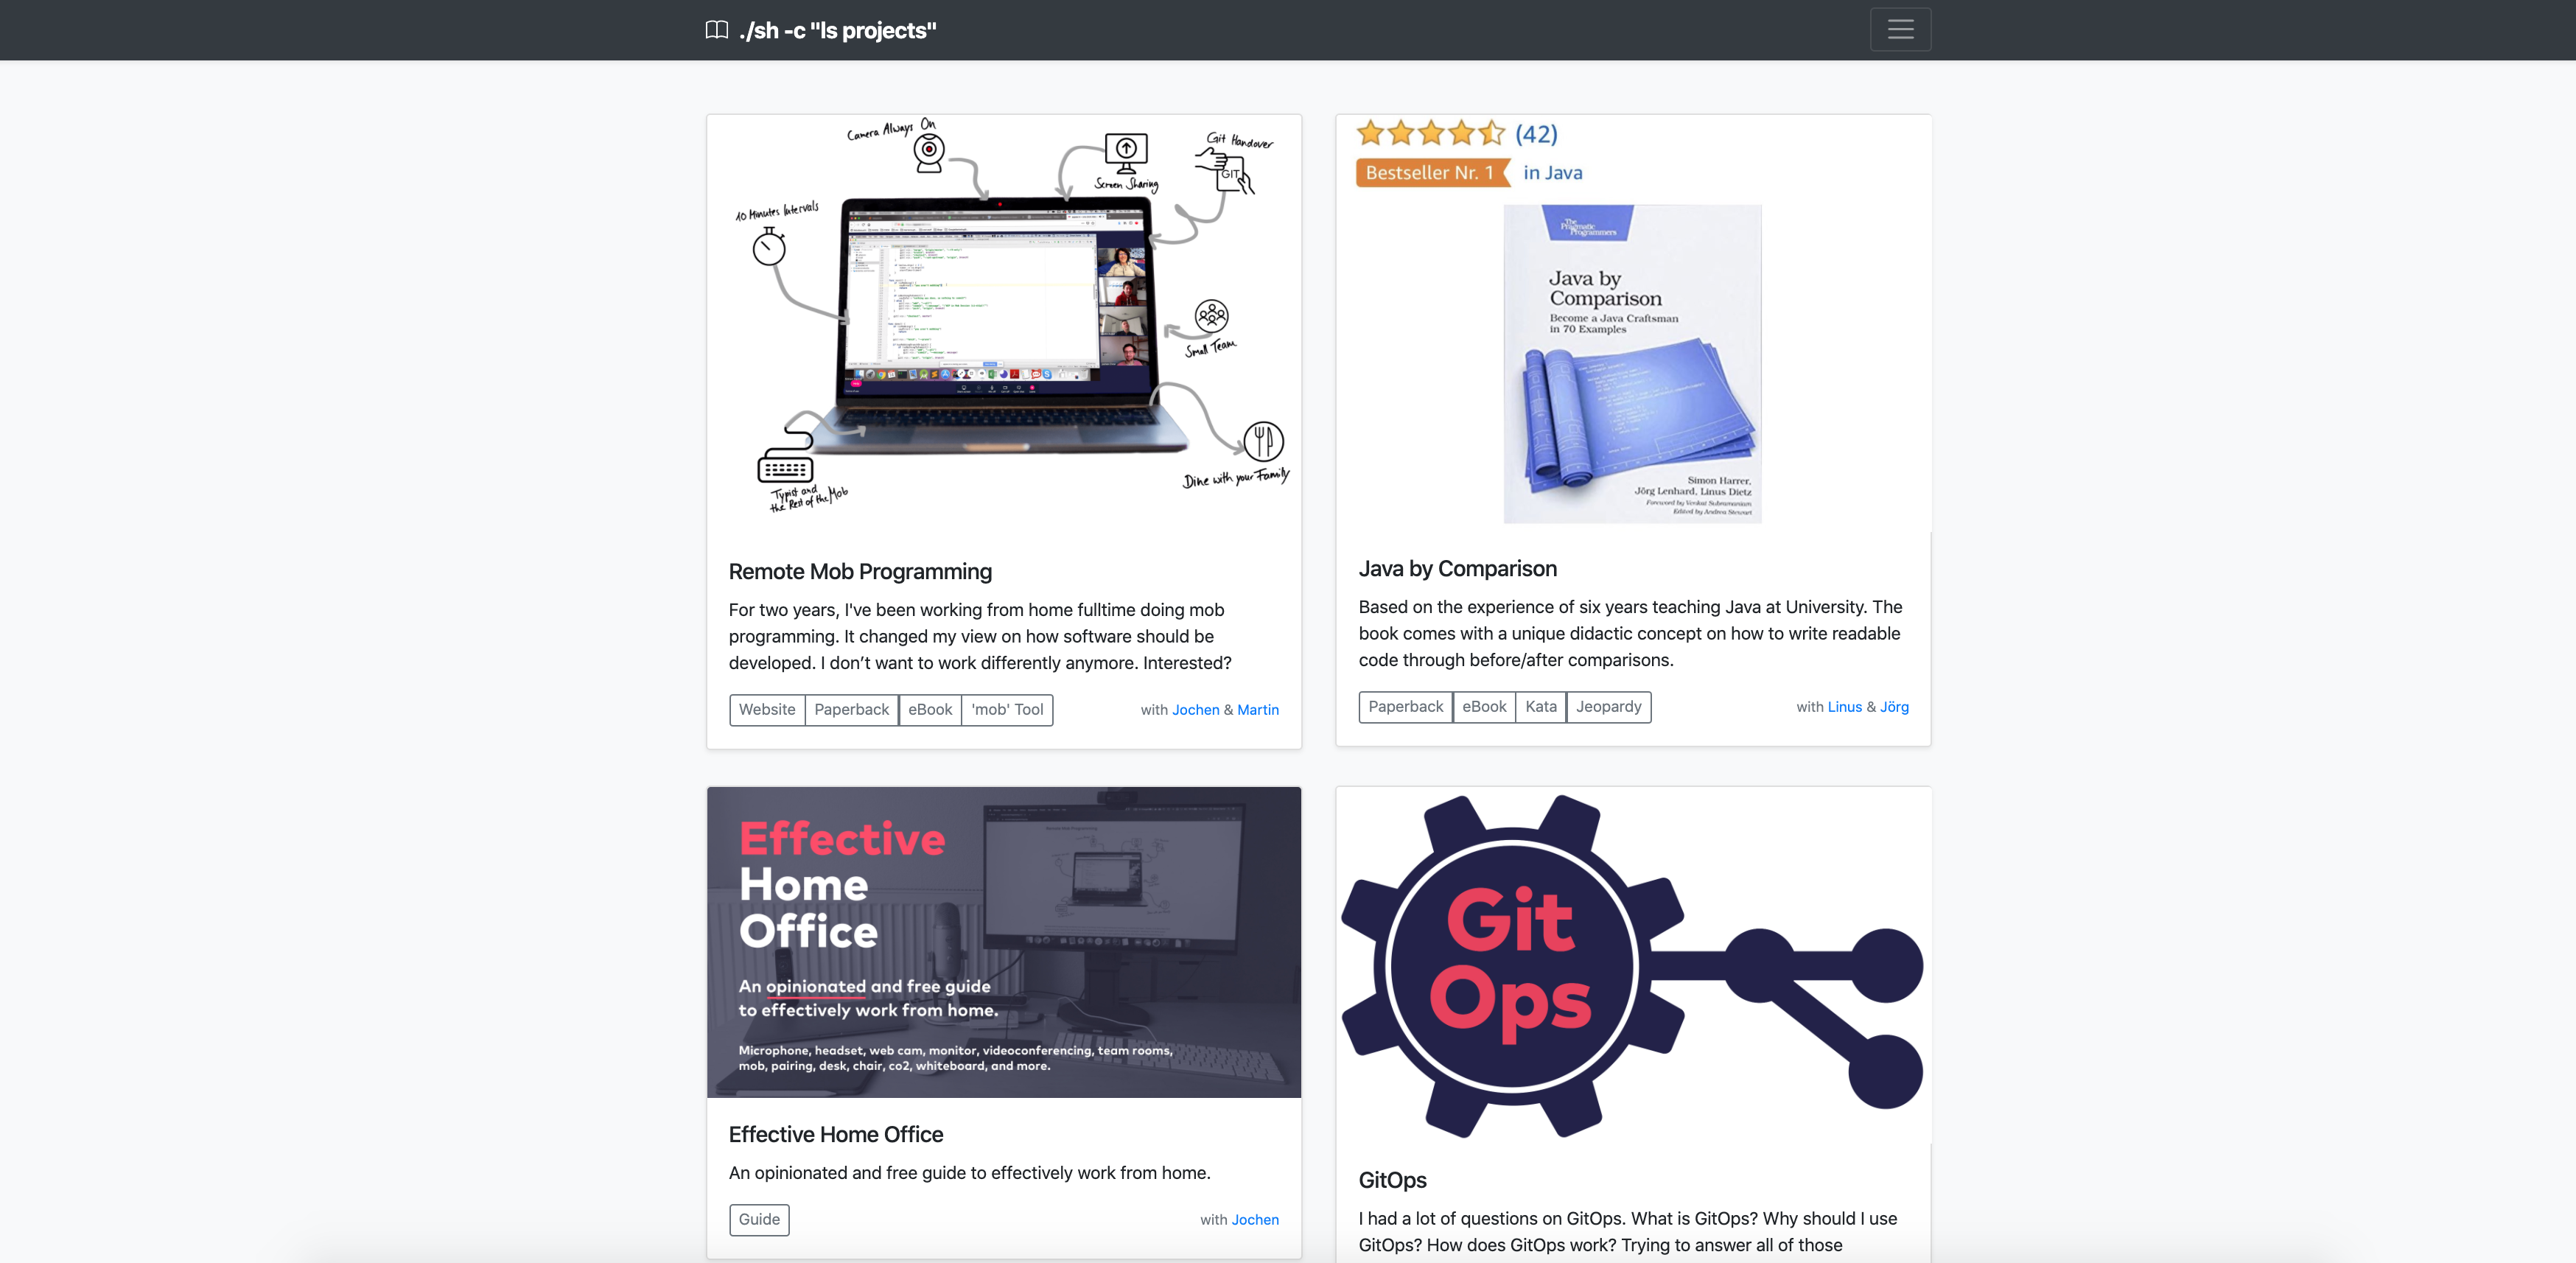 ./sh -c "ls projects"
Camera Always On
Screen Sharing
Git Handover
GIT
10 Minutes Intervals
Small Team
Dine with your Family
Typist and
the Rest of the Mob
Remote Mob Programming
For two years, I've been working from home fulltime doing mob
programming. It changed my view on how software should be
developed. I don’t want to work differently anymore. Interested?
Website Paperback eBook 'mob' Tool with Jochen & Martin
(42)
Bestseller Nr. 1 in Java
The
Pragmatic
Programmers
Java by
Comparison
Become a Java Craftsman
in 70 Examples
Simon Harrer,
Jörg Lenhard, Linus Dietz
Foreword by Venkat Subramaniam
Edited by Andrea Stewart
Java by Comparison
Based on the experience of six years teaching Java at University. The
book comes with a unique didactic concept on how to write readable
code through before/after comparisons.
Paperback eBook Kata Jeopardy with Linus & Jörg
Effective
Home
Office
An opinionated and free guide
to effectively work from home.
Microphone, headset, web cam, monitor, videoconferencing, team rooms,
mob, pairing, desk, chair, co2, whiteboard, and more.
Effective Home Office
An opinionated and free guide to effectively work from home.
Guide with Jochen
Git
Ops
GitOps
I had a lot of questions on GitOps. What is GitOps? Why should I use
GitOps? How does GitOps work? Trying to answer all of those